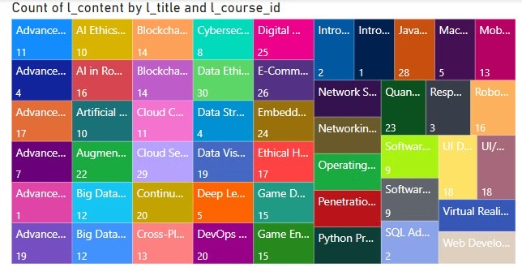 Count of l_content by l_title and l_course_id
Advance...
11
Advance...
4
Advance...
17
Advance...
7
Advance...
1
Advance...
19
AI Ethics...
10
AI in Ro...
16
Artificial ...
10
Augmen...
22
Big Data...
12
Big Data...
12
Blockcha...
14
Blockcha...
14
Cloud C...
11
Cloud Se...
29
Continu...
20
Cross-Pl...
13
Cybersec...
8
Data Ethi...
30
Data Str...
4
Data Vis...
19
Deep Le...
5
DevOps ...
20
Digital ...
25
E-Comm...
26
Embedd...
24
Ethical H...
17
Game D...
15
Game En...
15
Intro...
2
Intro...
1
Java...
28
Mac...
5
Mob...
13
Network S...
Networkin...
Operating...
Penetratio...
Python Pr...
Quan...
23
Resp...
3
Robo...
16
Softwar...
9
Softwar...
9
SQL Ad...
2
UI D...
18
UI/...
18
Virtual Reali...
Web Develo...